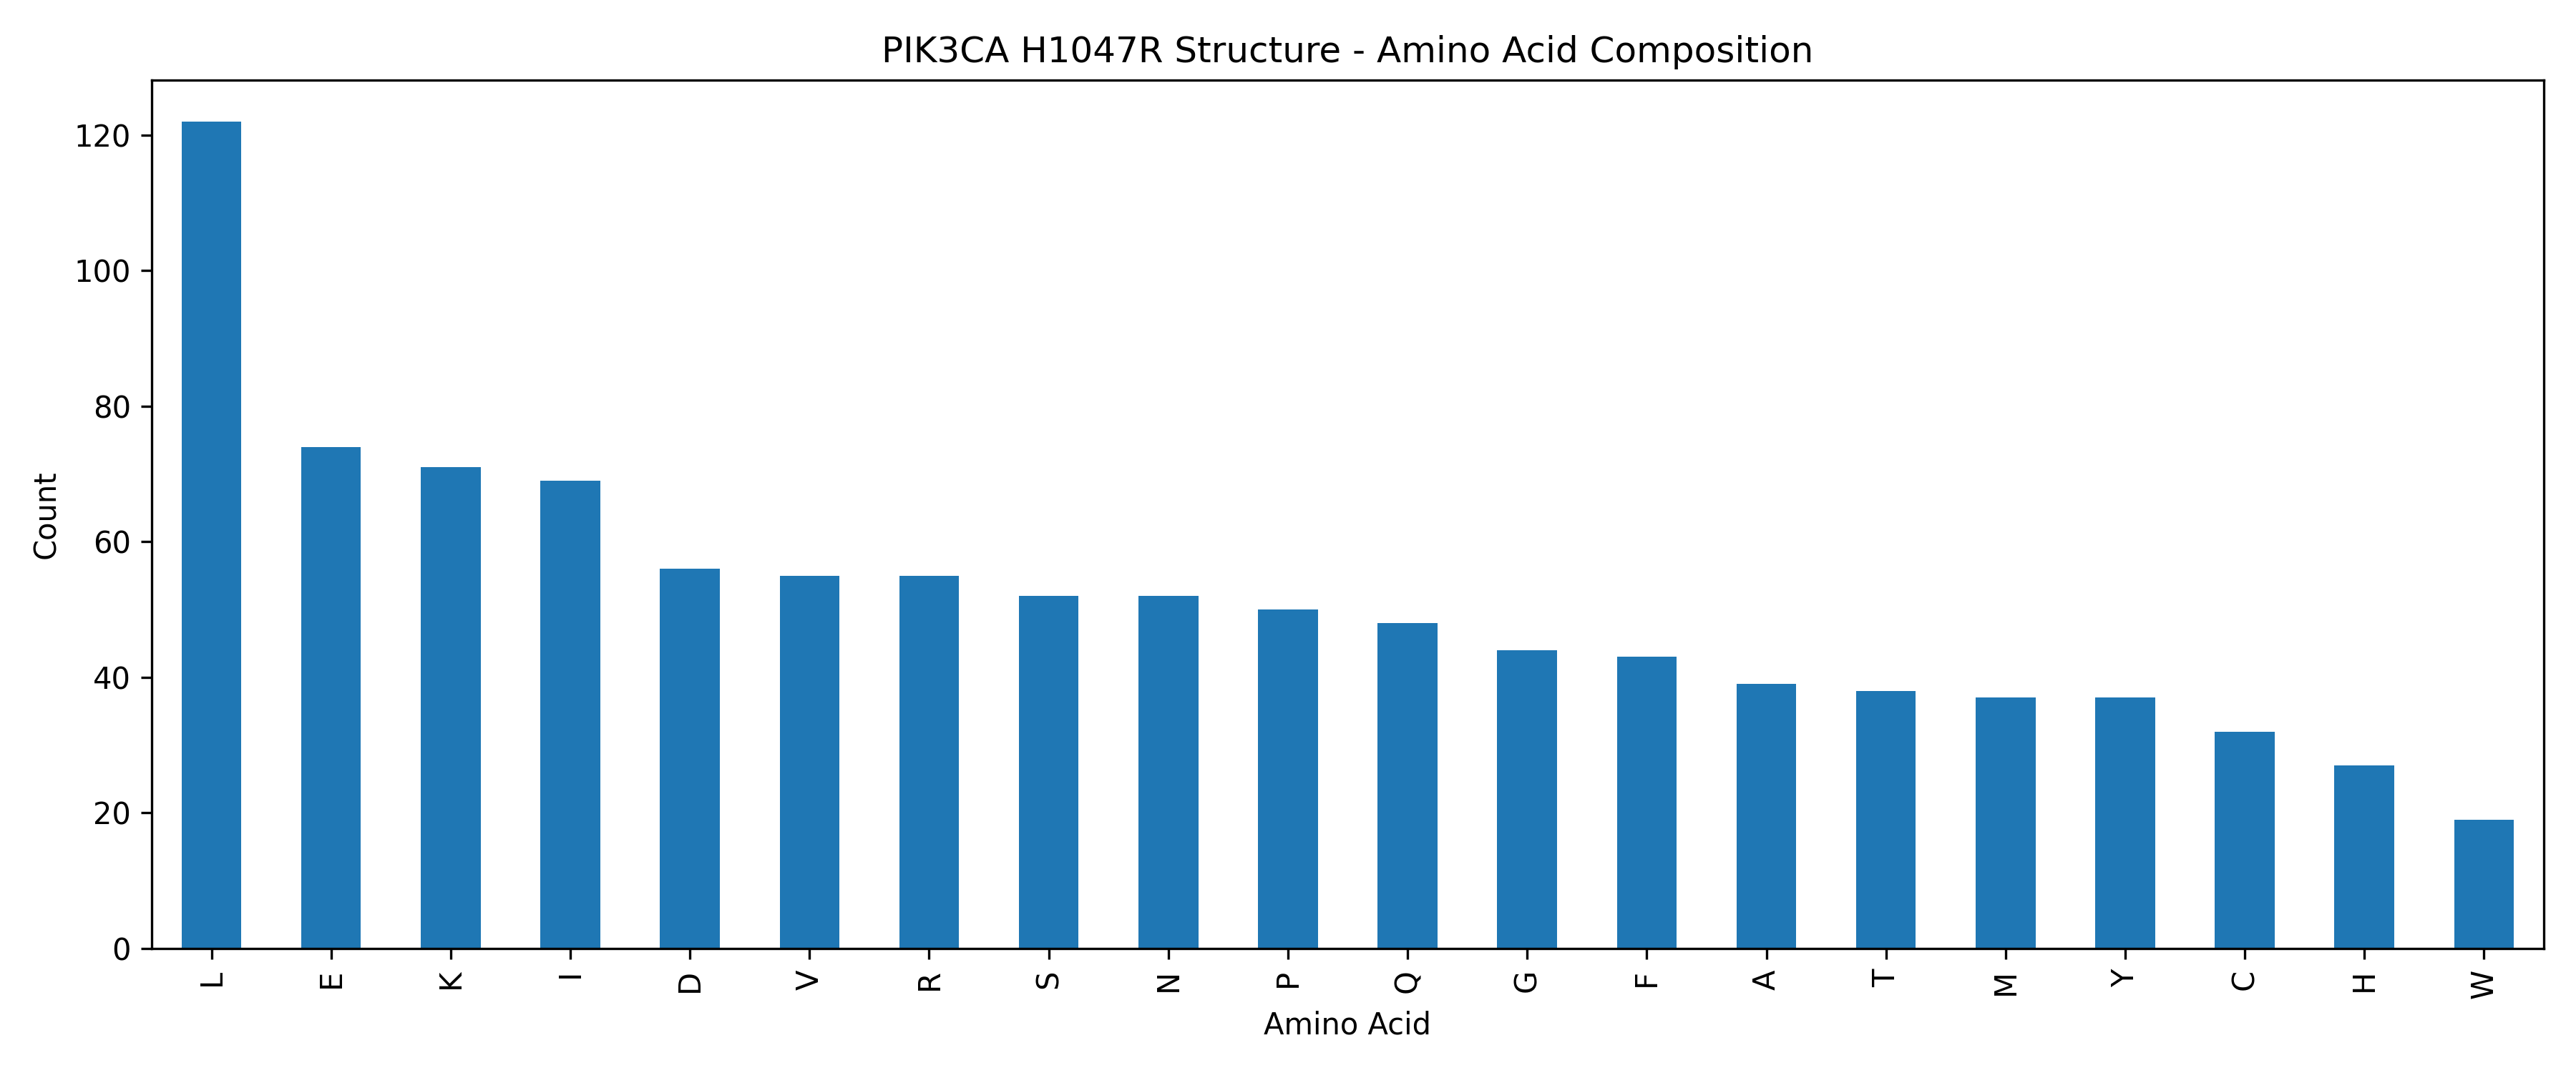 PIK3CA H1047R Structure - Amino Acid Composition
120
100
80
60
40
20
0
Count
L E K I D V R S N P Q G F A T M Y C H W
Amino Acid